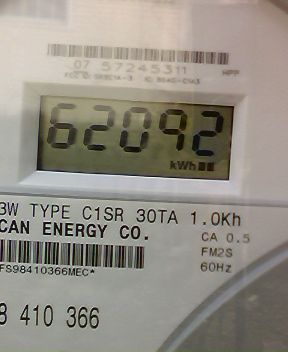 07 57245311
62092
kWh
3W TYPE C1SR 30TA 1.0Kh
CAN ENERGY CO.
CA 0.5
FM2S
60Hz
FS98410366MEC*
8 410 366